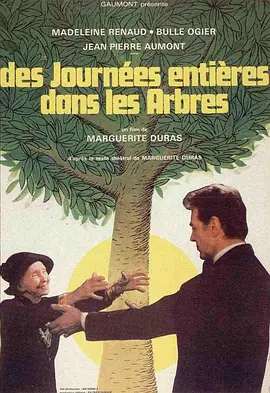 GAUMONT présente
MADELEINE RENAUD · BULLE OGIER
JEAN PIERRE AUMONT
des Journées entières
dans les Arbres
un film de
MARGUERITE DURAS
d'après le texte théâtral de MARGUERITE DURAS